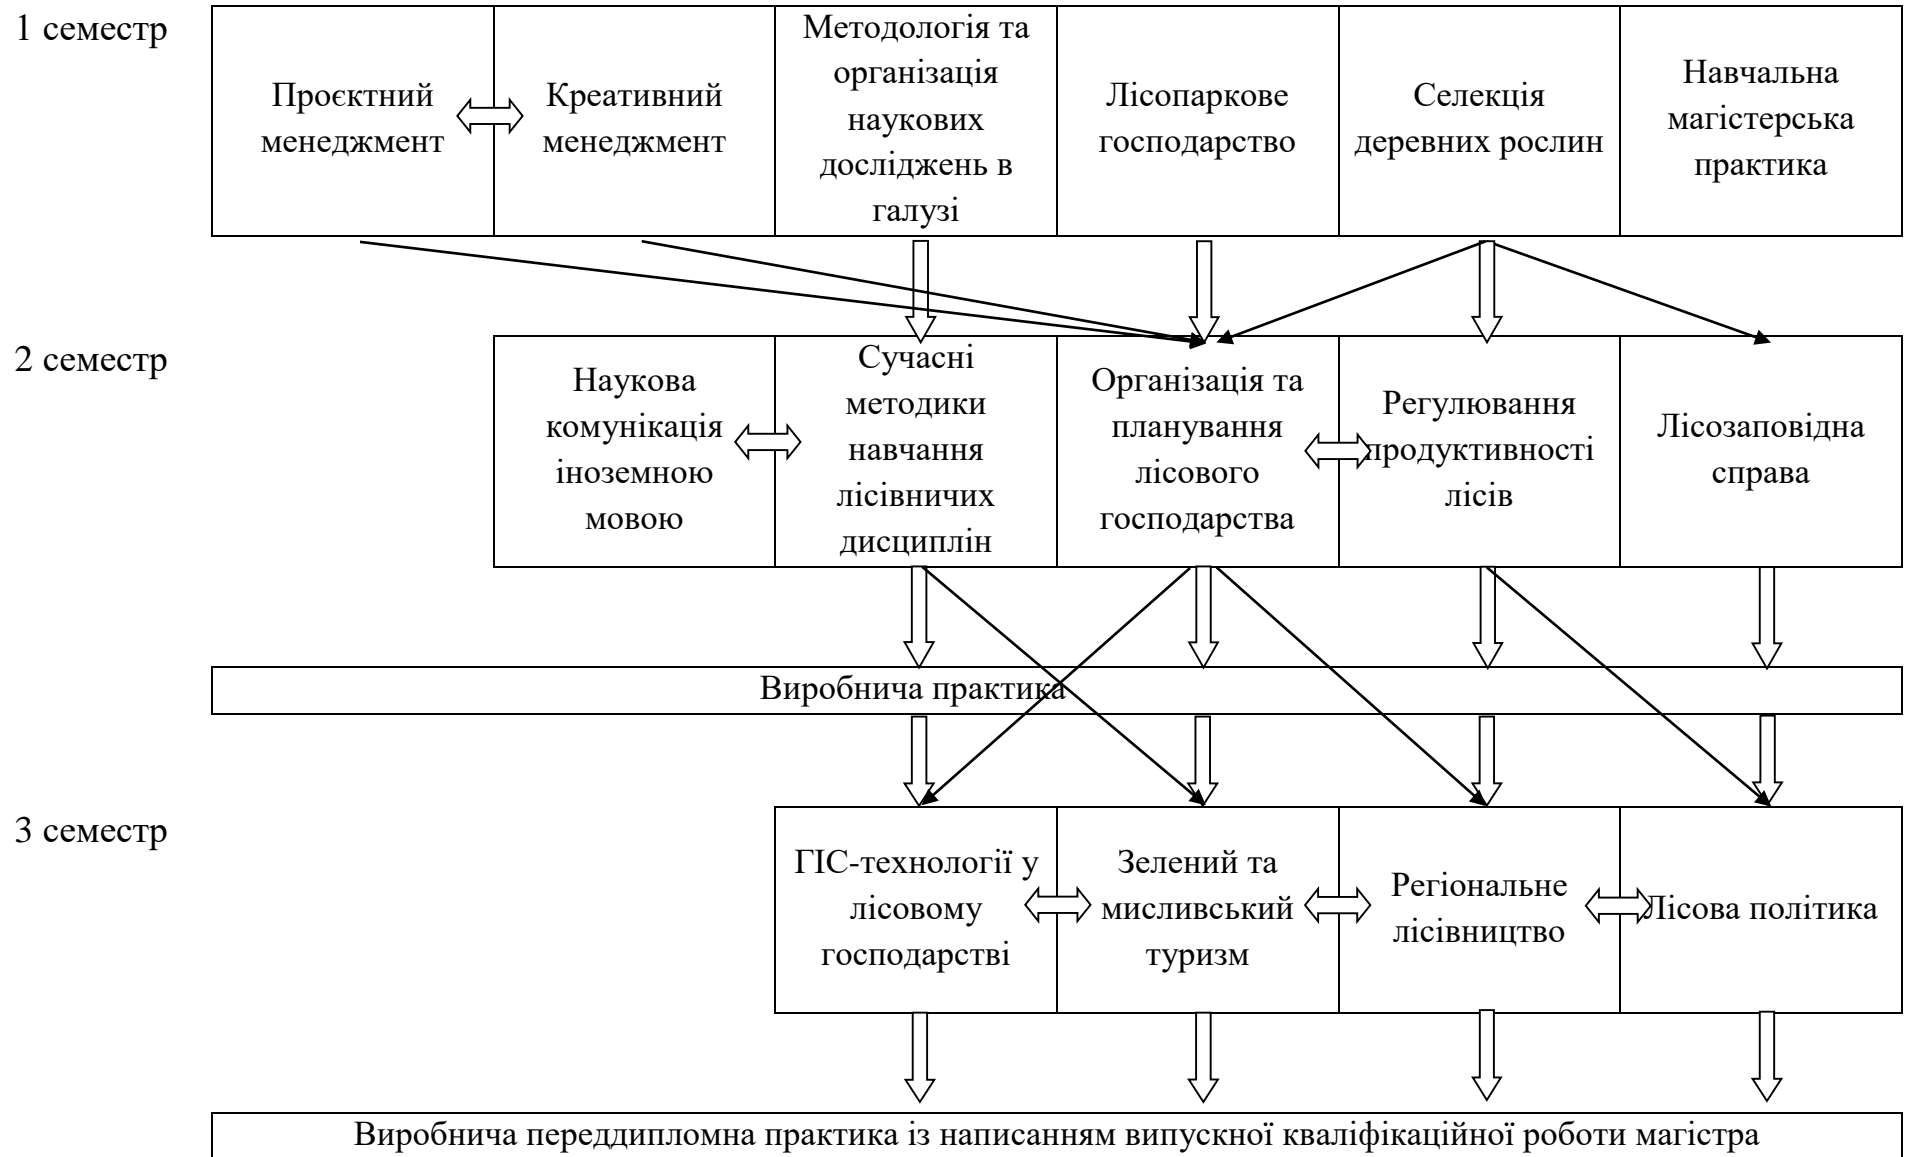 1 семестр
Проєктний
менеджмент
Креативний
менеджмент
Методологія та
організація
наукових
досліджень в
галузі
Лісопаркове
господарство
Селекція
деревних рослин
Навчальна
магістерська
практика
2 семестр
Наукова
комунікація
іноземною
мовою
Сучасні
методики
навчання
лісівничих
дисциплін
Організація та
планування
лісового
господарства
Регулювання
продуктивності
лісів
Лісозаповідна
справа
Виробнича практика
3 семестр
ГІС-технології у
лісовому
господарстві
Зелений та
мисливський
туризм
Регіональне
лісівництво
Лісова політика
Виробнича переддипломна практика із написанням випускної кваліфікаційної роботи магістра